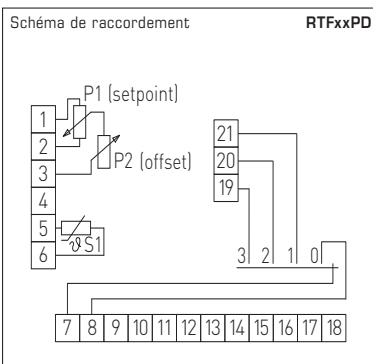 Schéma de raccordement RTFxxPD
P1 (setpoint)
1
2
3
4
5
6
P2 (offset)
ϑ S1
21
20
19
3 2 1 0
7 8 9 10 11 12 13 14 15 16 17 18